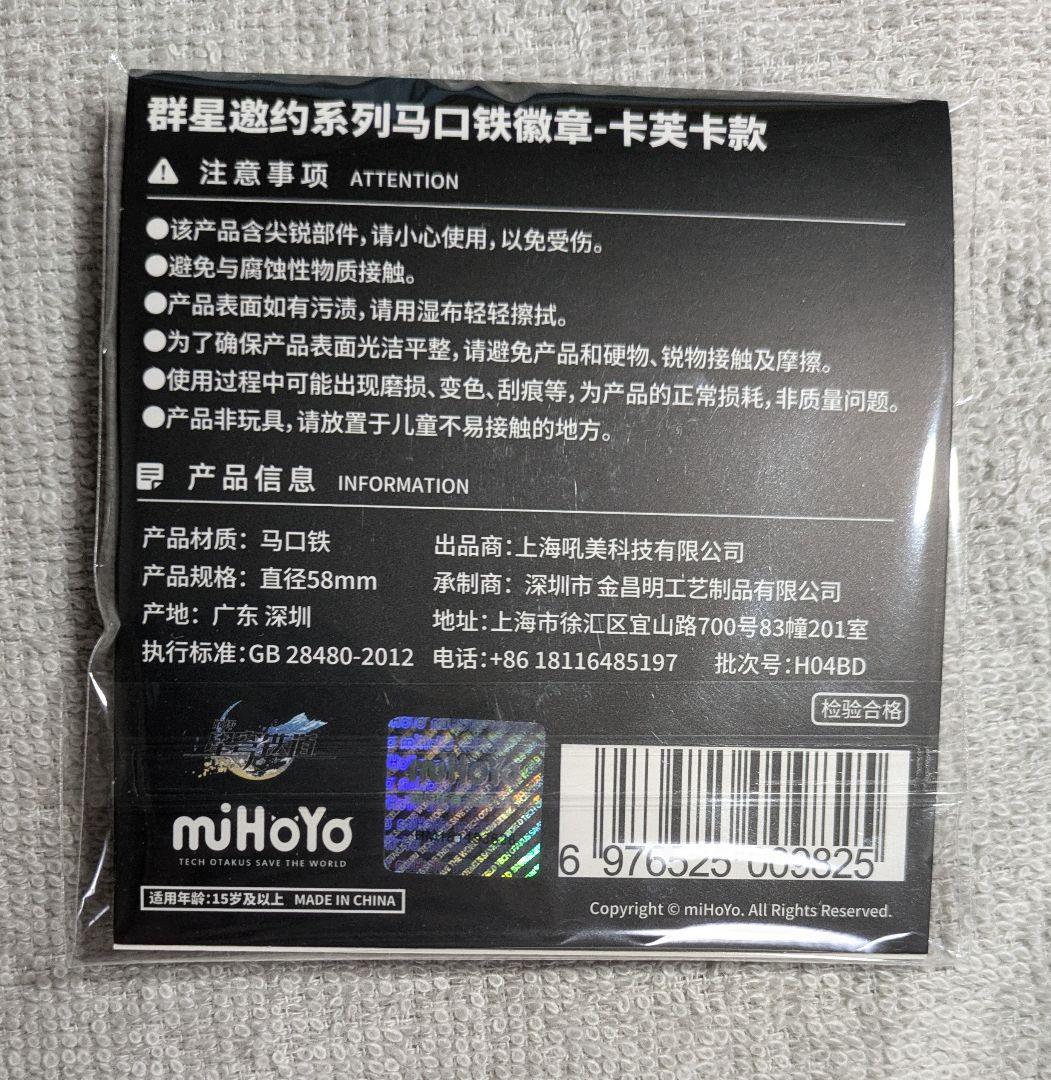 群星邀约系列马口铁徽章-卡芙卡款
注意事项 ATTENTION
●该产品含尖锐部件，请小心使用，以免受伤。
●避免与腐蚀性物质接触。
●产品表面如有污渍，请用湿布轻轻擦拭。
●为了确保产品表面光洁平整，请避免产品和硬物、锐物接触及摩擦。
●使用过程中可能出现磨损、变色、刮痕等，为产品的正常损耗，非质量问题。
●产品非玩具，请放置于儿童不易接触的地方。
产品信息 INFORMATION
产品材质：马口铁 出品商：上海吼美科技有限公司
产品规格：直径58mm 承制商：深圳市 金昌明工艺制品有限公司
产地：广东 深圳 地址：上海市徐汇区宜山路700号83幢201室
执行标准：GB 28480-2012 电话：+86 18116485197 批次号：H04BD
检验合格
崩坏
星穹铁道
miHoYo
TECH OTAKUS SAVE THE WORLD
miHoYo
6 976525 009825
适用年龄：15岁及以上 MADE IN CHINA
Copyright © miHoYo. All Rights Reserved.